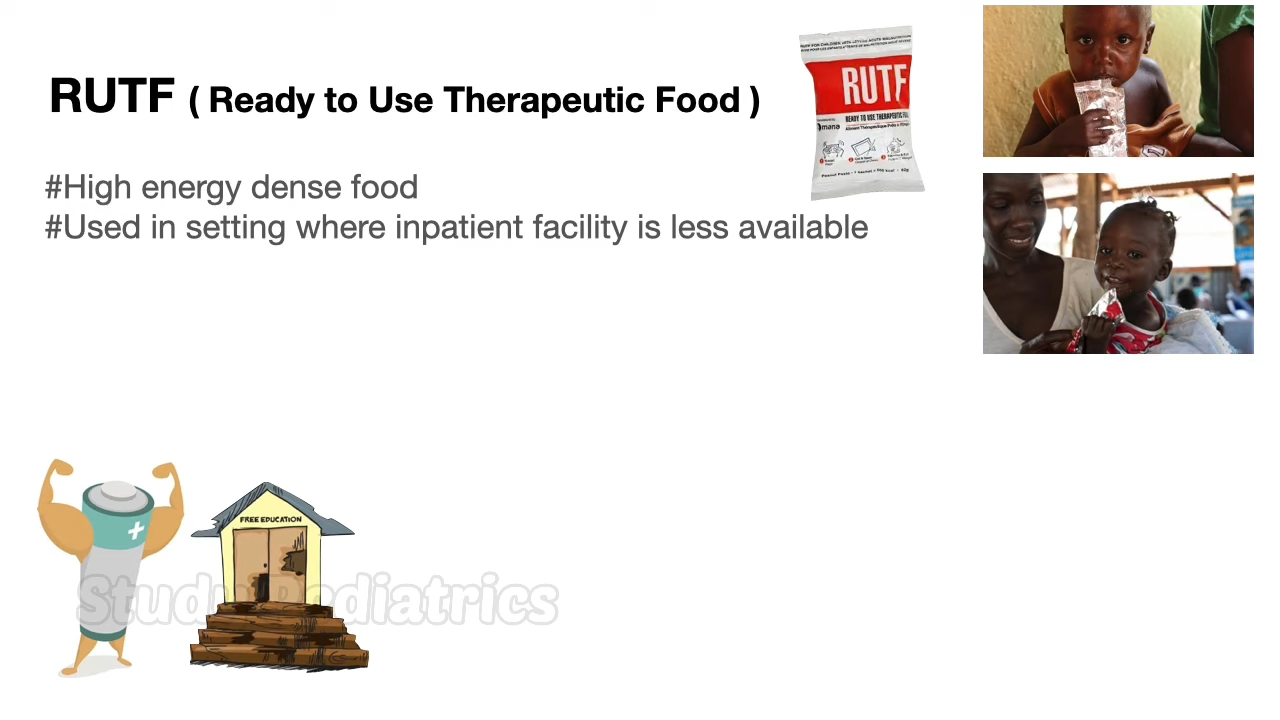 RUTF ( Ready to Use Therapeutic Food )
#High energy dense food
#Used in setting where inpatient facility is less available
RUTF
READY TO USE THERAPEUTIC
mana
FREE EDUCATION
Study Pediatrics